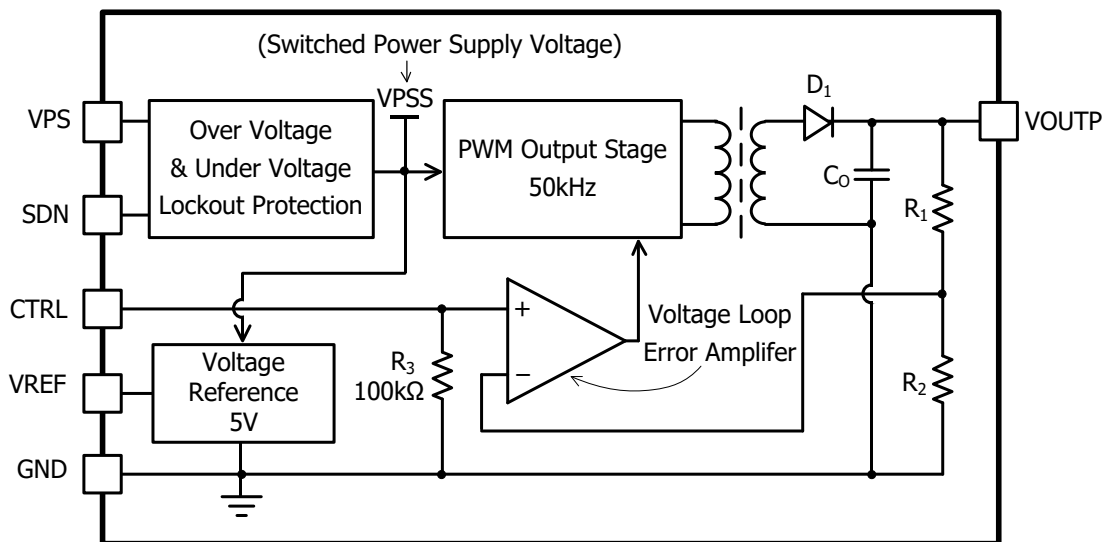 (Switched Power Supply Voltage)
VPSS
D1
VPS
Over Voltage
& Under Voltage
Lockout Protection
PWM Output Stage
50kHz
CO
VOUTP
SDN
R1
CTRL
+
Voltage Loop
Error Amplifer
R3
100kΩ
−
R2
VREF
Voltage
Reference
5V
GND